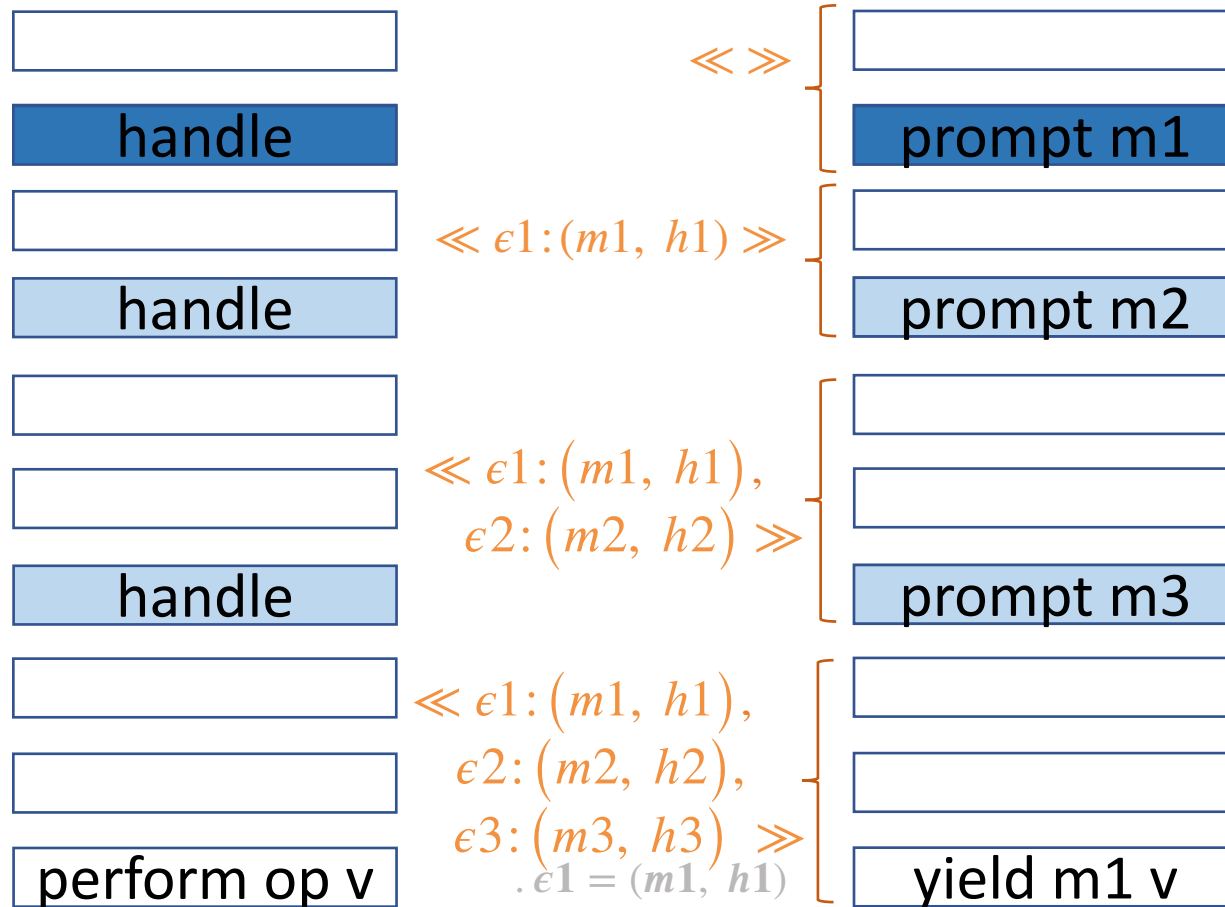 ≪ ≫
handle
prompt m1
≪ ϵ1:(m1, h1) ≫
handle
prompt m2
≪ ϵ1:(m1, h1),
ϵ2:(m2, h2) ≫
handle
prompt m3
≪ ϵ1:(m1, h1),
ϵ2:(m2, h2),
ϵ3:(m3, h3) ≫
perform op v
. ϵ1 = (m1, h1)
yield m1 v